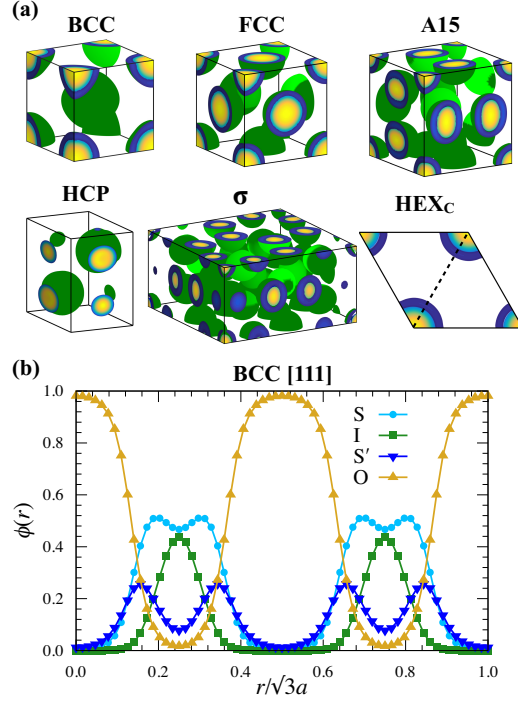 (a)
BCC FCC A15
HCP σ HEX_C
(b)
BCC [111]
1.0
0.8
0.6
0.4
0.2
0.0
ϕ(r)
S
I
S′
O
0.0 0.2 0.4 0.6 0.8 1.0
r/√3a